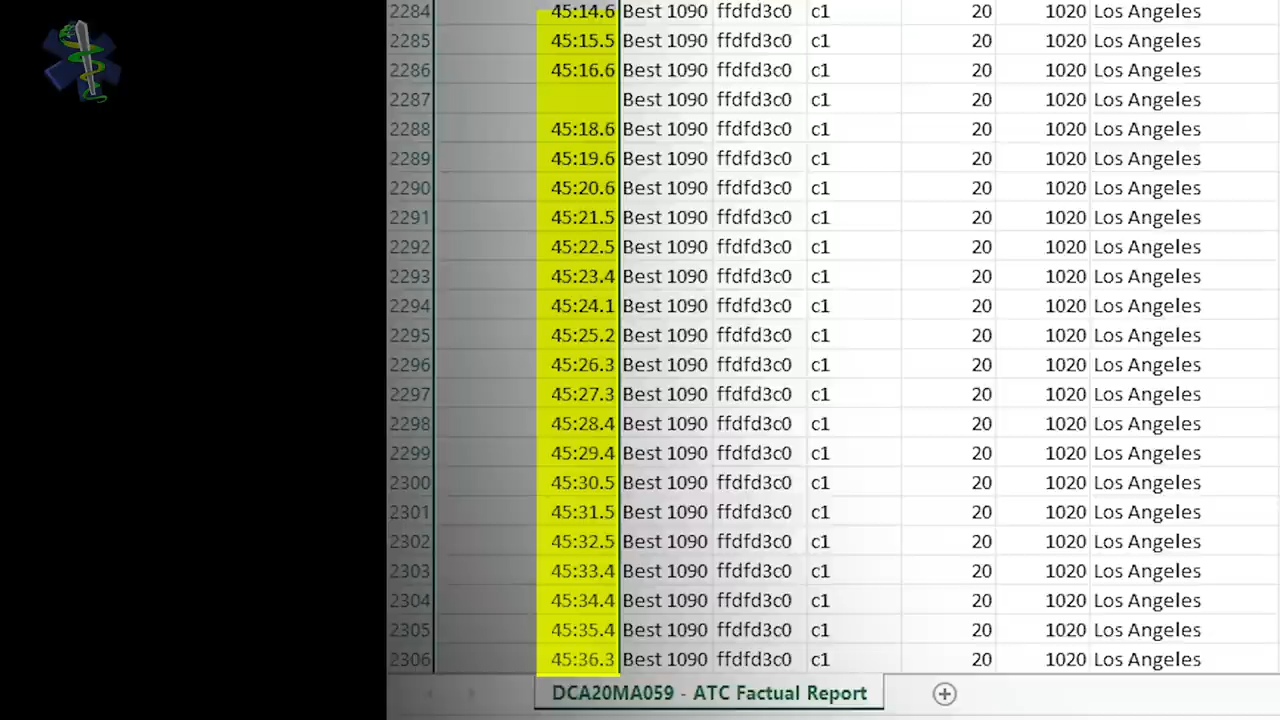 2284 45:14.6 Best 1090 ffdfd3c0 c1 20 1020 Los Angeles
2285 45:15.5 Best 1090 ffdfd3c0 c1 20 1020 Los Angeles
2286 45:16.6 Best 1090 ffdfd3c0 c1 20 1020 Los Angeles
2287 Best 1090 ffdfd3c0 c1 20 1020 Los Angeles
2288 45:18.6 Best 1090 ffdfd3c0 c1 20 1020 Los Angeles
2289 45:19.6 Best 1090 ffdfd3c0 c1 20 1020 Los Angeles
2290 45:20.6 Best 1090 ffdfd3c0 c1 20 1020 Los Angeles
2291 45:21.5 Best 1090 ffdfd3c0 c1 20 1020 Los Angeles
2292 45:22.5 Best 1090 ffdfd3c0 c1 20 1020 Los Angeles
2293 45:23.4 Best 1090 ffdfd3c0 c1 20 1020 Los Angeles
2294 45:24.1 Best 1090 ffdfd3c0 c1 20 1020 Los Angeles
2295 45:25.2 Best 1090 ffdfd3c0 c1 20 1020 Los Angeles
2296 45:26.3 Best 1090 ffdfd3c0 c1 20 1020 Los Angeles
2297 45:27.3 Best 1090 ffdfd3c0 c1 20 1020 Los Angeles
2298 45:28.4 Best 1090 ffdfd3c0 c1 20 1020 Los Angeles
2299 45:29.4 Best 1090 ffdfd3c0 c1 20 1020 Los Angeles
2300 45:30.5 Best 1090 ffdfd3c0 c1 20 1020 Los Angeles
2301 45:31.5 Best 1090 ffdfd3c0 c1 20 1020 Los Angeles
2302 45:32.5 Best 1090 ffdfd3c0 c1 20 1020 Los Angeles
2303 45:33.4 Best 1090 ffdfd3c0 c1 20 1020 Los Angeles
2304 45:34.4 Best 1090 ffdfd3c0 c1 20 1020 Los Angeles
2305 45:35.4 Best 1090 ffdfd3c0 c1 20 1020 Los Angeles
2306 45:36.3 Best 1090 ffdfd3c0 c1 20 1020 Los Angeles
DCA20MA059 - ATC Factual Report